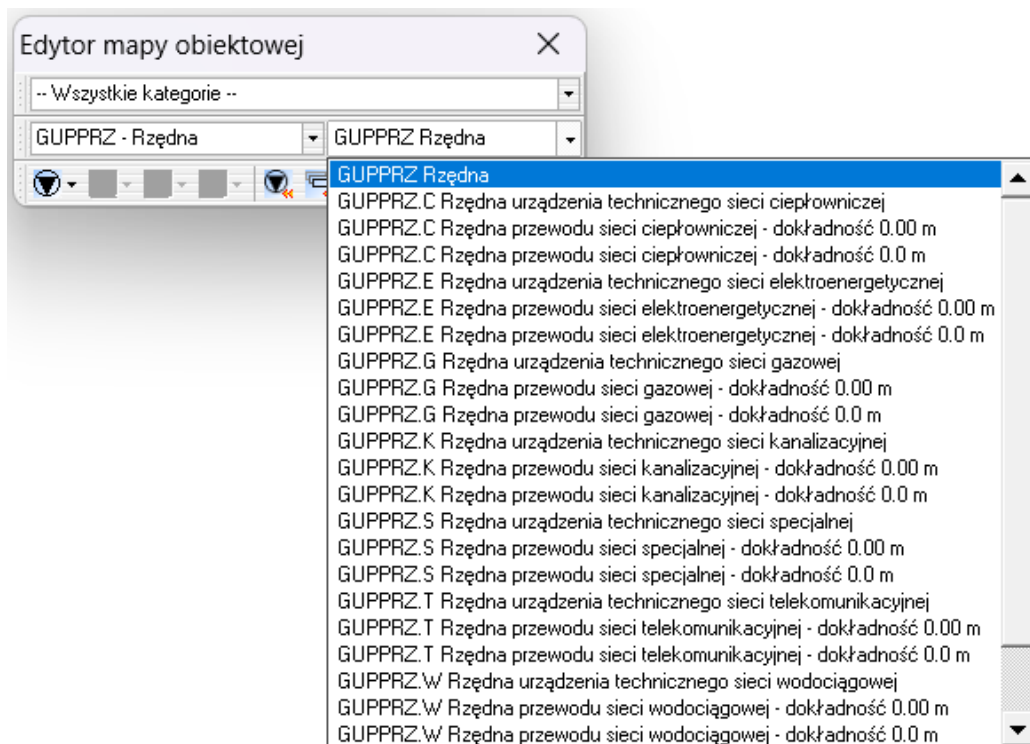 Edytor mapy obiektowej
-- Wszystkie kategorie --
GUPPRZ - Rzędna
GUPPRZ Rzędna
GUPPRZ Rzędna
GUPPRZ.C Rzędna urządzenia technicznego sieci ciepłowniczej
GUPPRZ.C Rzędna przewodu sieci ciepłowniczej - dokładność 0.00 m
GUPPRZ.C Rzędna przewodu sieci ciepłowniczej - dokładność 0.0 m
GUPPRZ.E Rzędna urządzenia technicznego sieci elektroenergetycznej
GUPPRZ.E Rzędna przewodu sieci elektroenergetycznej - dokładność 0.00 m
GUPPRZ.E Rzędna przewodu sieci elektroenergetycznej - dokładność 0.0 m
GUPPRZ.G Rzędna urządzenia technicznego sieci gazowej
GUPPRZ.G Rzędna przewodu sieci gazowej - dokładność 0.00 m
GUPPRZ.G Rzędna przewodu sieci gazowej - dokładność 0.0 m
GUPPRZ.K Rzędna urządzenia technicznego sieci kanalizacyjnej
GUPPRZ.K Rzędna przewodu sieci kanalizacyjnej - dokładność 0.00 m
GUPPRZ.K Rzędna przewodu sieci kanalizacyjnej - dokładność 0.0 m
GUPPRZ.S Rzędna urządzenia technicznego sieci specjalnej
GUPPRZ.S Rzędna przewodu sieci specjalnej - dokładność 0.00 m
GUPPRZ.S Rzędna przewodu sieci specjalnej - dokładność 0.0 m
GUPPRZ.T Rzędna urządzenia technicznego sieci telekomunikacyjnej
GUPPRZ.T Rzędna przewodu sieci telekomunikacyjnej - dokładność 0.00 m
GUPPRZ.T Rzędna przewodu sieci telekomunikacyjnej - dokładność 0.0 m
GUPPRZ.W Rzędna urządzenia technicznego sieci wodociągowej
GUPPRZ.W Rzędna przewodu sieci wodociągowej - dokładność 0.00 m
GUPPRZ.W Rzędna przewodu sieci wodociągowej - dokładność 0.0 m